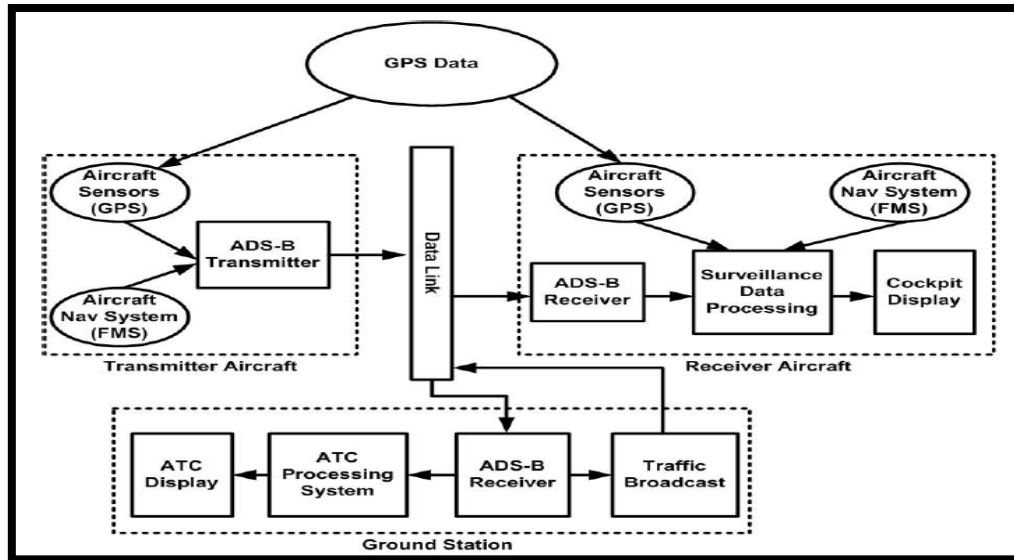 GPS Data
Aircraft
Sensors
(GPS)
ADS-B
Transmitter
Aircraft
Nav System
(FMS)
Transmitter Aircraft
Data Link
Aircraft
Sensors
(GPS)
Aircraft
Nav System
(FMS)
ADS-B
Receiver
Surveillance
Data
Processing
Cockpit
Display
Receiver Aircraft
ATC
Display
ATC
Processing
System
ADS-B
Receiver
Traffic
Broadcast
Ground Station